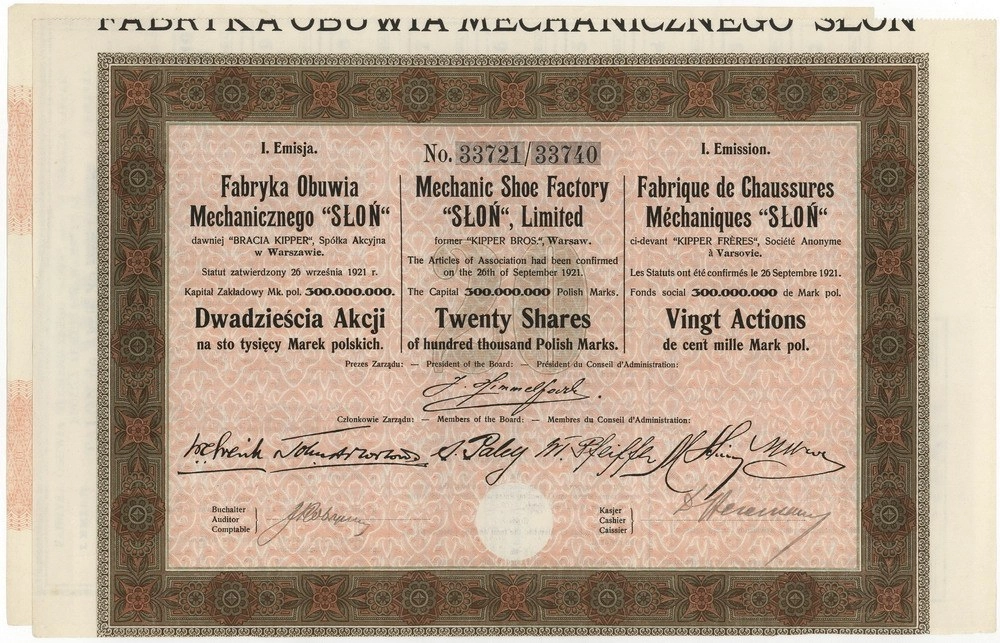 FABRYKA OBUWIA MECHANICZNEGO "SŁOŃ"
No. 33721/33740
I. Emisja.
Fabryka Obuwia
Mechanicznego "SŁOŃ"
dawniej "BRACIA KIPPER", Spółka Akcyjna
w Warszawie.
Statut zatwierdzony 26 września 1921 r.
Kapitał Zakładowy Mk. pol. 300.000.000.
Dwadzieścia Akcji
na sto tysięcy Marek polskich.
Mechanic Shoe Factory
"SŁOŃ", Limited
former "KIPPER BROS.", Warsaw.
The Articles of Association had been confirmed
on the 26th of September 1921.
The Capital 300.000.000 Polish Marks.
Twenty Shares
of hundred thousand Polish Marks.
I. Emission.
Fabrique de Chaussures
Méchaniques "SŁOŃ"
ci-devant "KIPPER FRÈRES", Société Anonyme
à Varsovie.
Les Statuts ont été confirmés le 26 Septembre 1921.
Fonds social 300.000.000 de Mark pol.
Vingt Actions
de cent mille Mark pol.
Prezes Zarządu: — President of the Board: — Président du Conseil d'Administration:
Członkowie Zarządu: — Members of the Board: — Membres du Conseil d'Administration:
S. Paley M. Pfeiffer
Buchalter
Auditor
Comptable
Kasjer
Cashier
Caissier